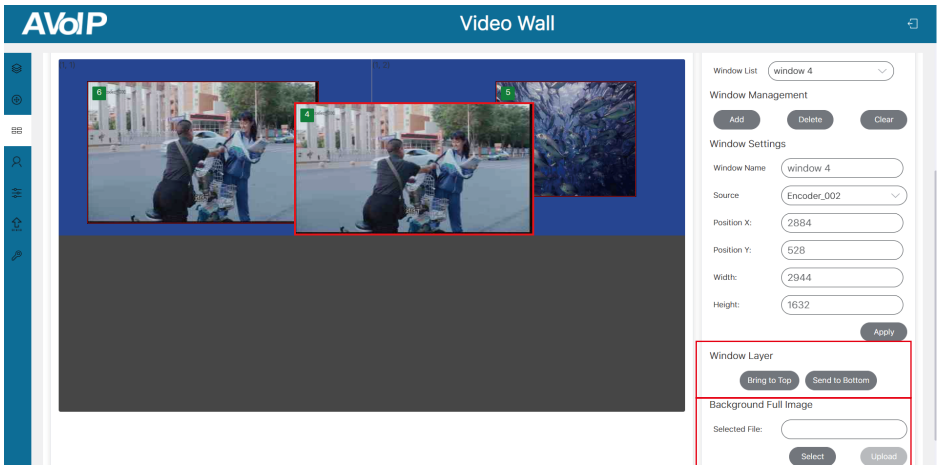 AVoIP
Video Wall
6
4
5
Window List
window 4
Window Management
Add
Delete
Clear
Window Settings
Window Name
window 4
Source
Encoder_002
Position X:
2884
Position Y:
528
Width:
2944
Height:
1632
Apply
Window Layer
Bring to Top
Send to Bottom
Background Full Image
Selected File:
Select
Upload